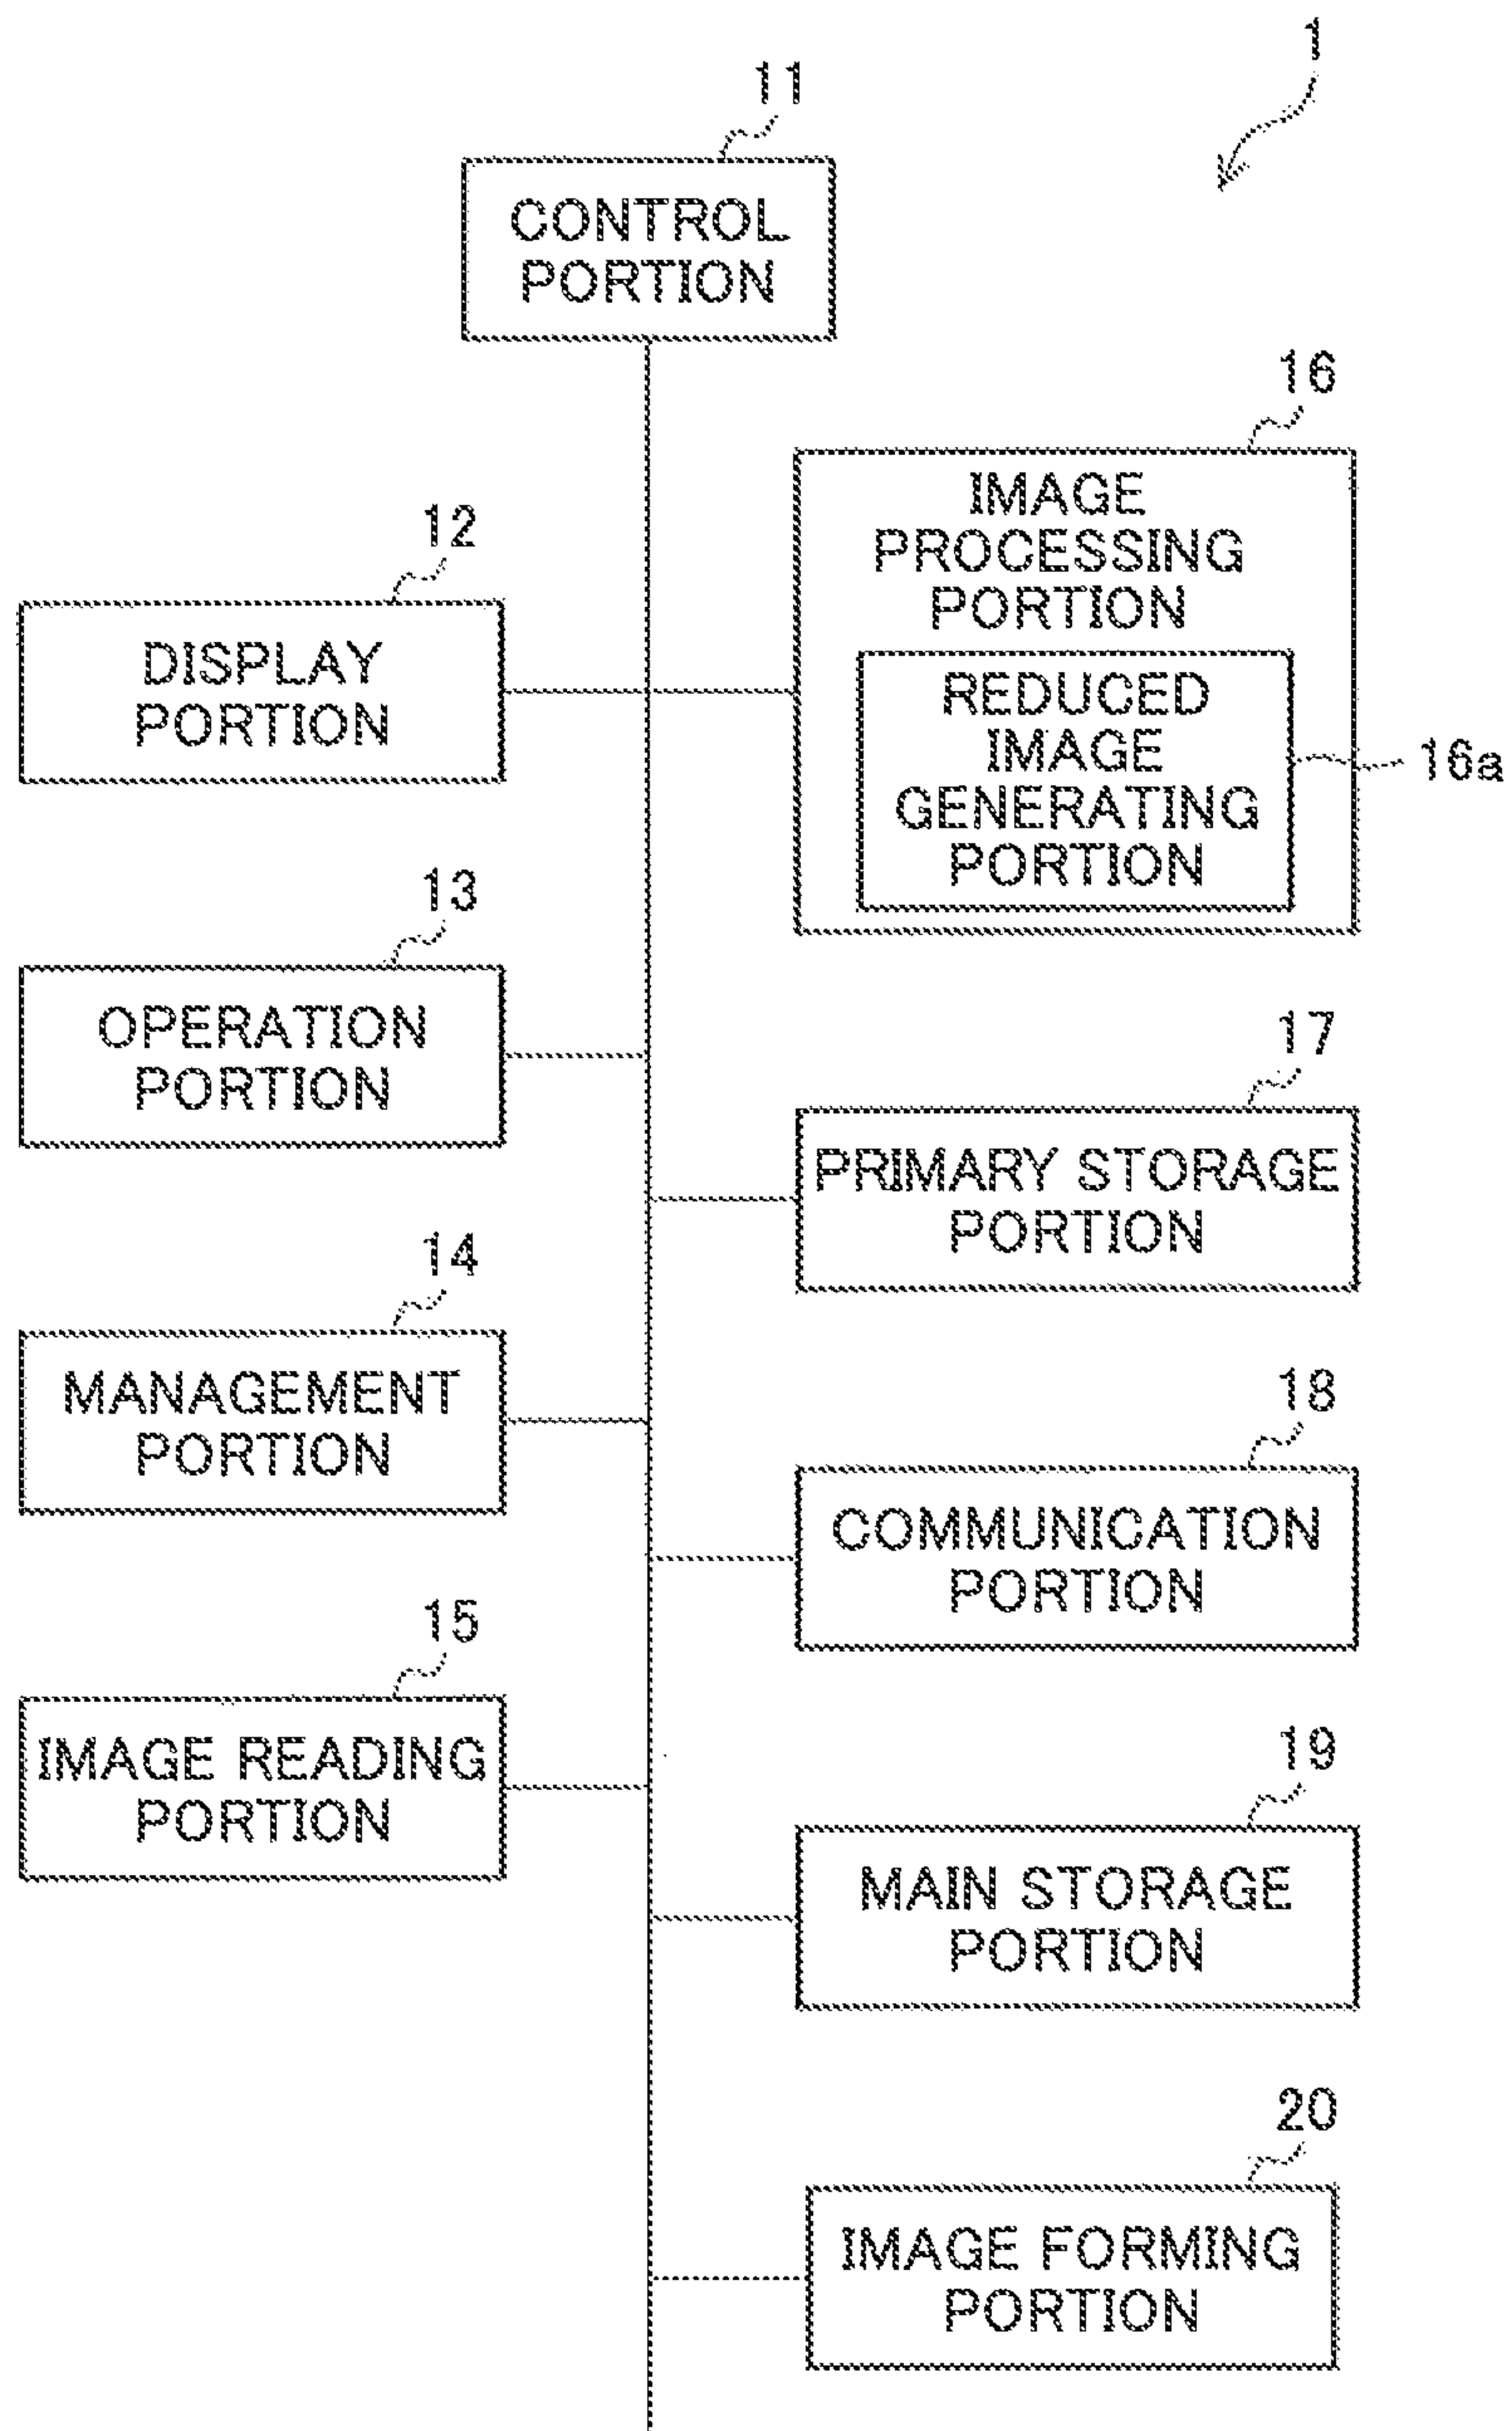 1
11
CONTROL
PORTION
16
IMAGE
PROCESSING
PORTION
REDUCED
IMAGE
GENERATING
PORTION
16a
12
DISPLAY
PORTION
13
OPERATION
PORTION
17
PRIMARY STORAGE
PORTION
14
MANAGEMENT
PORTION
18
COMMUNICATION
PORTION
15
IMAGE READING
PORTION
19
MAIN STORAGE
PORTION
20
IMAGE FORMING
PORTION